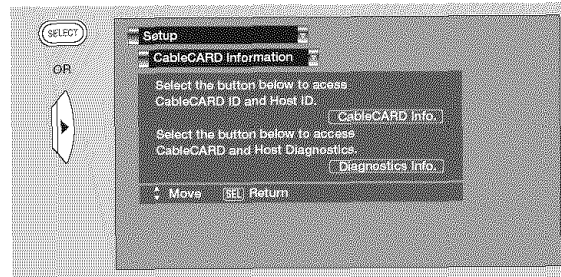 SELECT
OR
Setup
CableCARD Information
Select the button below to acess
CableCARD ID and Host ID.
CableCARD Info.
Select the button below to access
CableCARD and Host Diagnostics.
Diagnostics Info.
Move SEL Return